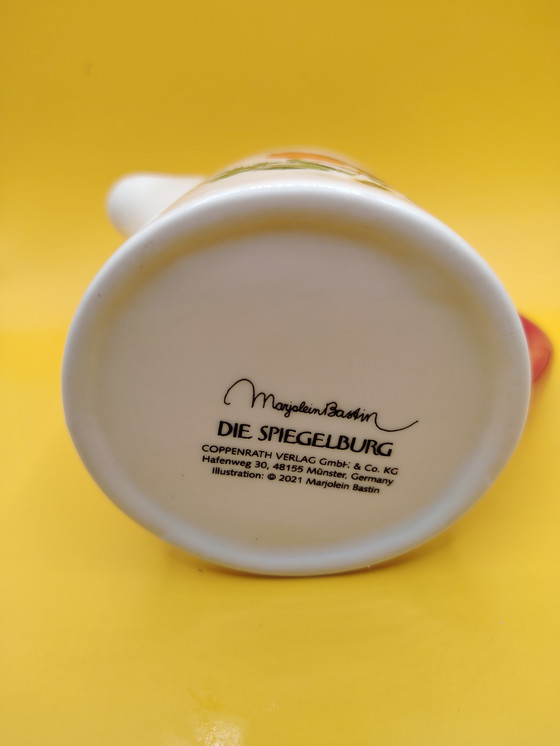 Marjolein Bastin
DIE SPIEGELBURG
COPPENRATH VERLAG GmbH & Co. KG
Hafenweg 30, 48155 Münster, Germany
Illustration: © 2021 Marjolein Bastin